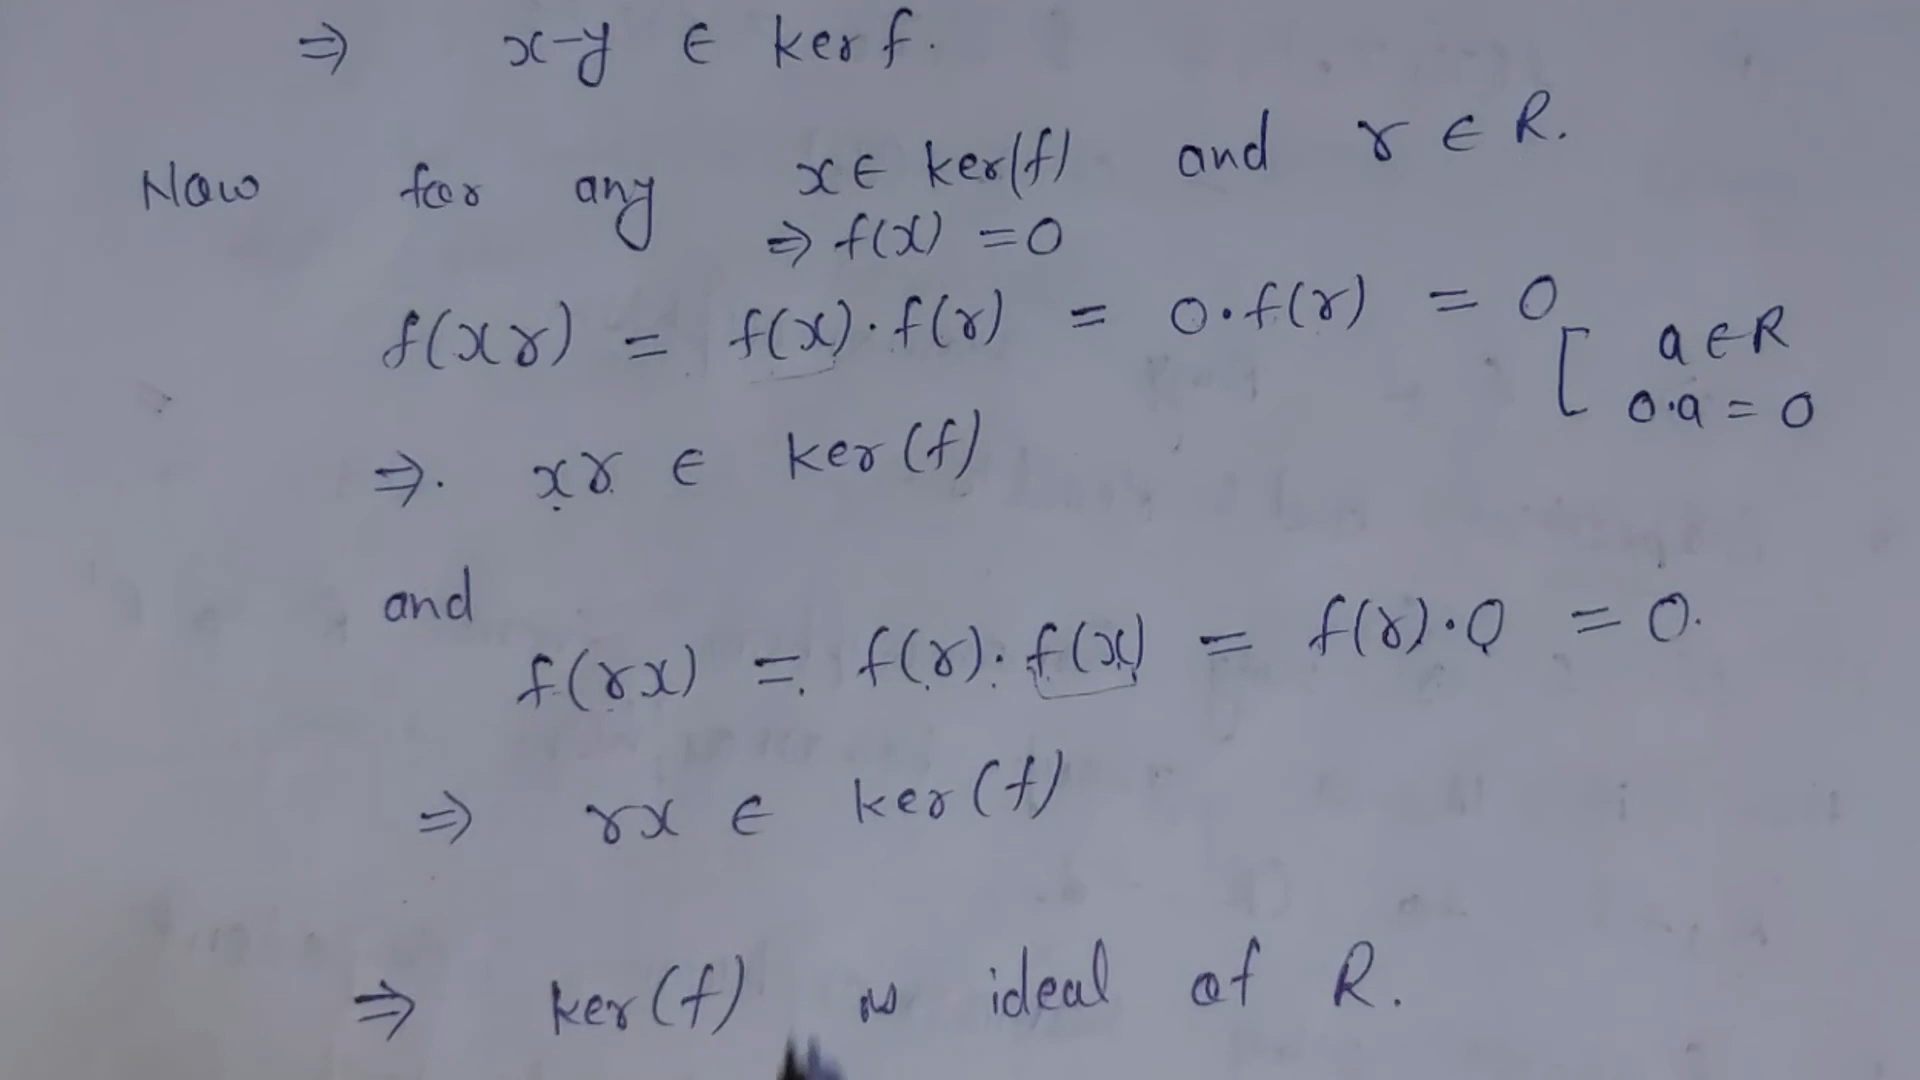 ⇒ x-y ∈ ker f.
Now for any x ∈ ker(f) and r ∈ R.
⇒ f(x) = 0
f(xr) = f(x)·f(r) = 0·f(r) = 0
[ a ∈ R
0·a = 0
⇒. xr ∈ ker(f)
and
f(rx) = f(r)·f(x) = f(r)·0 = 0.
⇒ rx ∈ ker(f)
⇒ ker(f) is ideal of R.